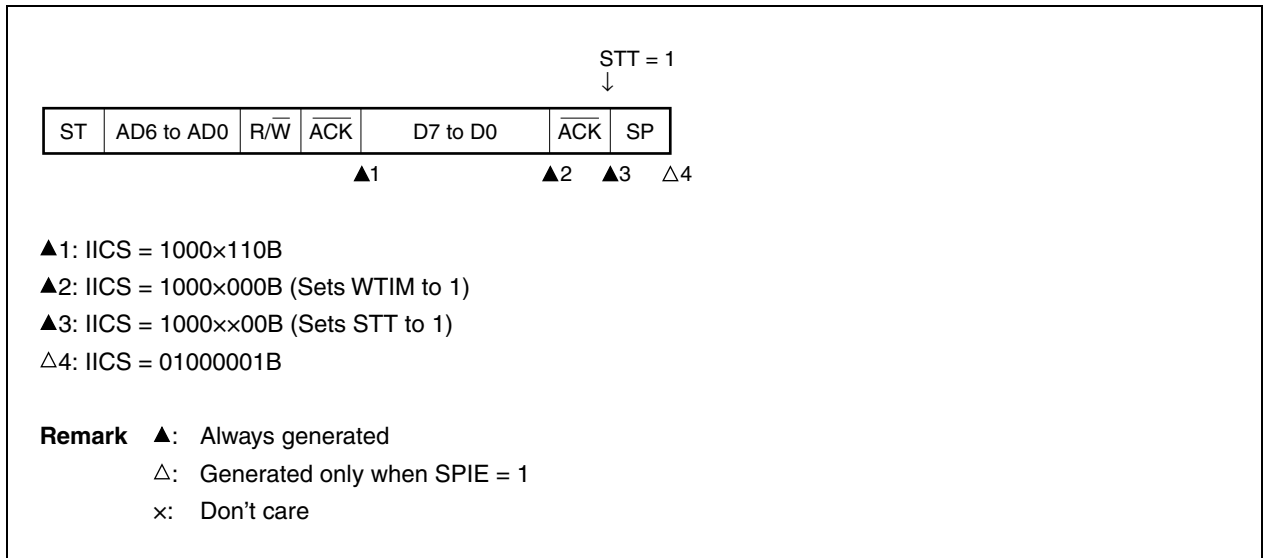 STT = 1
↓
ST AD6 to AD0 R/W̅ A̅C̅K̅ D7 to D0 A̅C̅K̅ SP
▲1 ▲2 ▲3 △4
▲1: IICS = 1000×110B
▲2: IICS = 1000×000B (Sets WTIM to 1)
▲3: IICS = 1000××00B (Sets STT to 1)
△4: IICS = 01000001B
Remark ▲: Always generated
△: Generated only when SPIE = 1
×: Don't care